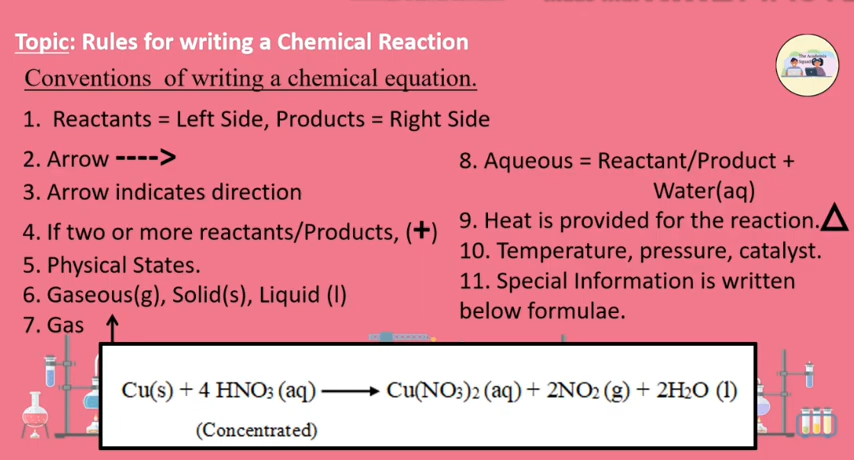 Topic: Rules for writing a Chemical Reaction
Conventions of writing a chemical equation.
1. Reactants = Left Side, Products = Right Side
2. Arrow ---->
3. Arrow indicates direction
4. If two or more reactants/Products, (+)
5. Physical States.
6. Gaseous(g), Solid(s), Liquid (l)
7. Gas ↑
8. Aqueous = Reactant/Product +
Water(aq)
9. Heat is provided for the reaction. Δ
10. Temperature, pressure, catalyst.
11. Special Information is written
below formulae.
Cu(s) + 4 HNO₃ (aq) ⟶ Cu(NO₃)₂ (aq) + 2NO₂ (g) + 2H₂O (l)
(Concentrated)